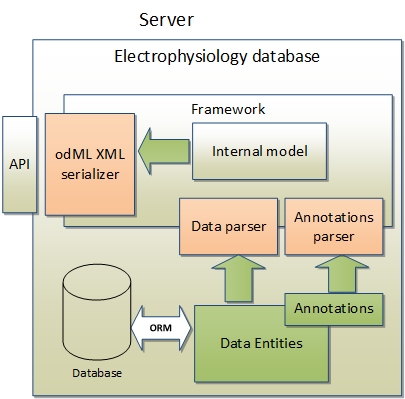 Server
Electrophysiology database
Framework
API
odML XML
serializer
Internal model
Data parser
Annotations
parser
Annotations
ORM
Data Entities
Database